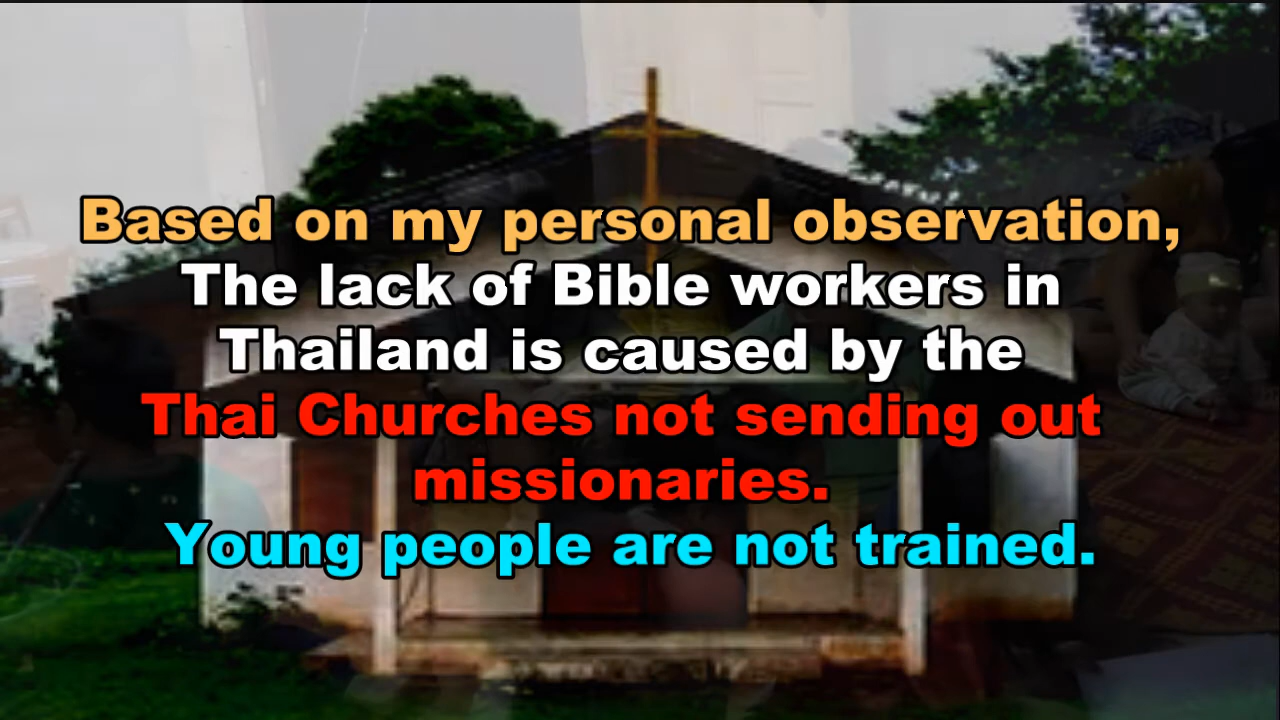 Based on my personal observation,
The lack of Bible workers in
Thailand is caused by the
Thai Churches not sending out
missionaries.
Young people are not trained.